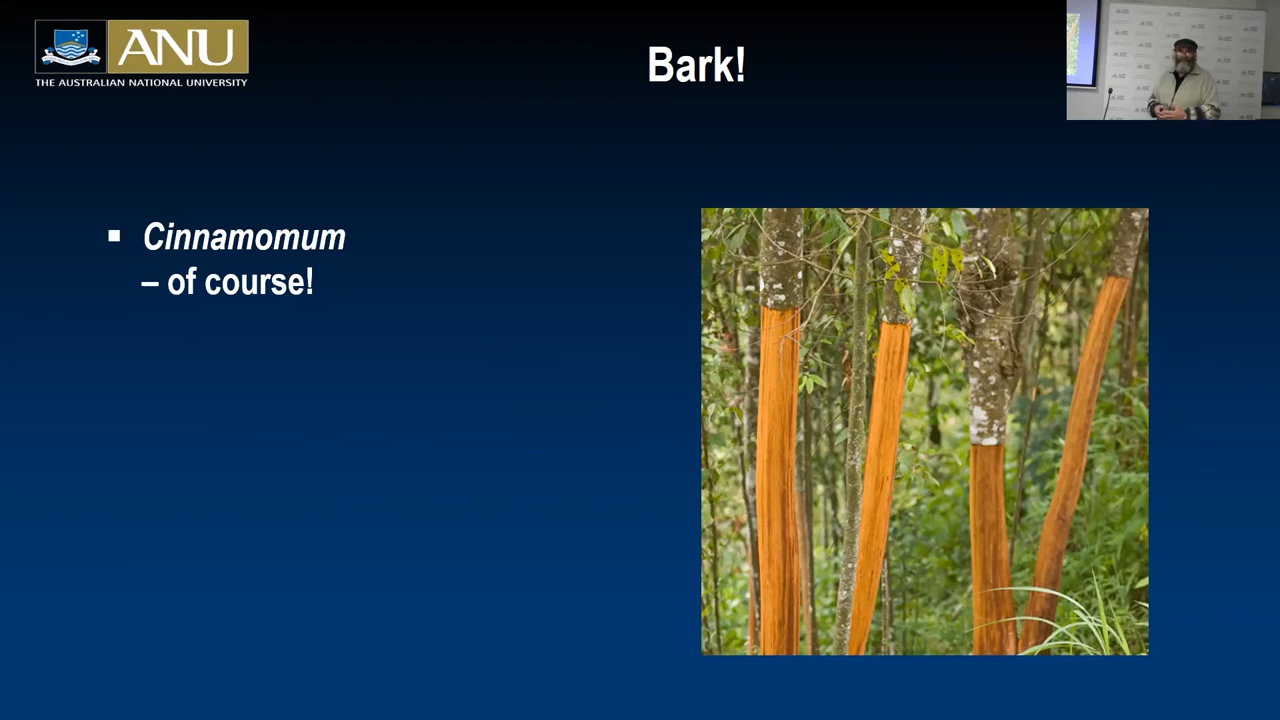 ANU
THE AUSTRALIAN NATIONAL UNIVERSITY
Bark!
Cinnamomum
– of course!